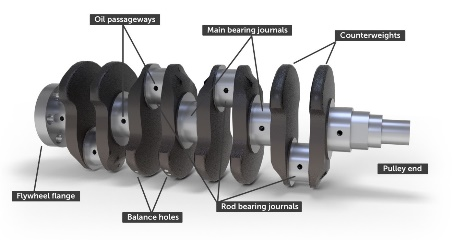 Oil passageways
Main bearing journals
Counterweights
Pulley end
Flywheel flange
Balance holes
Rod bearing journals